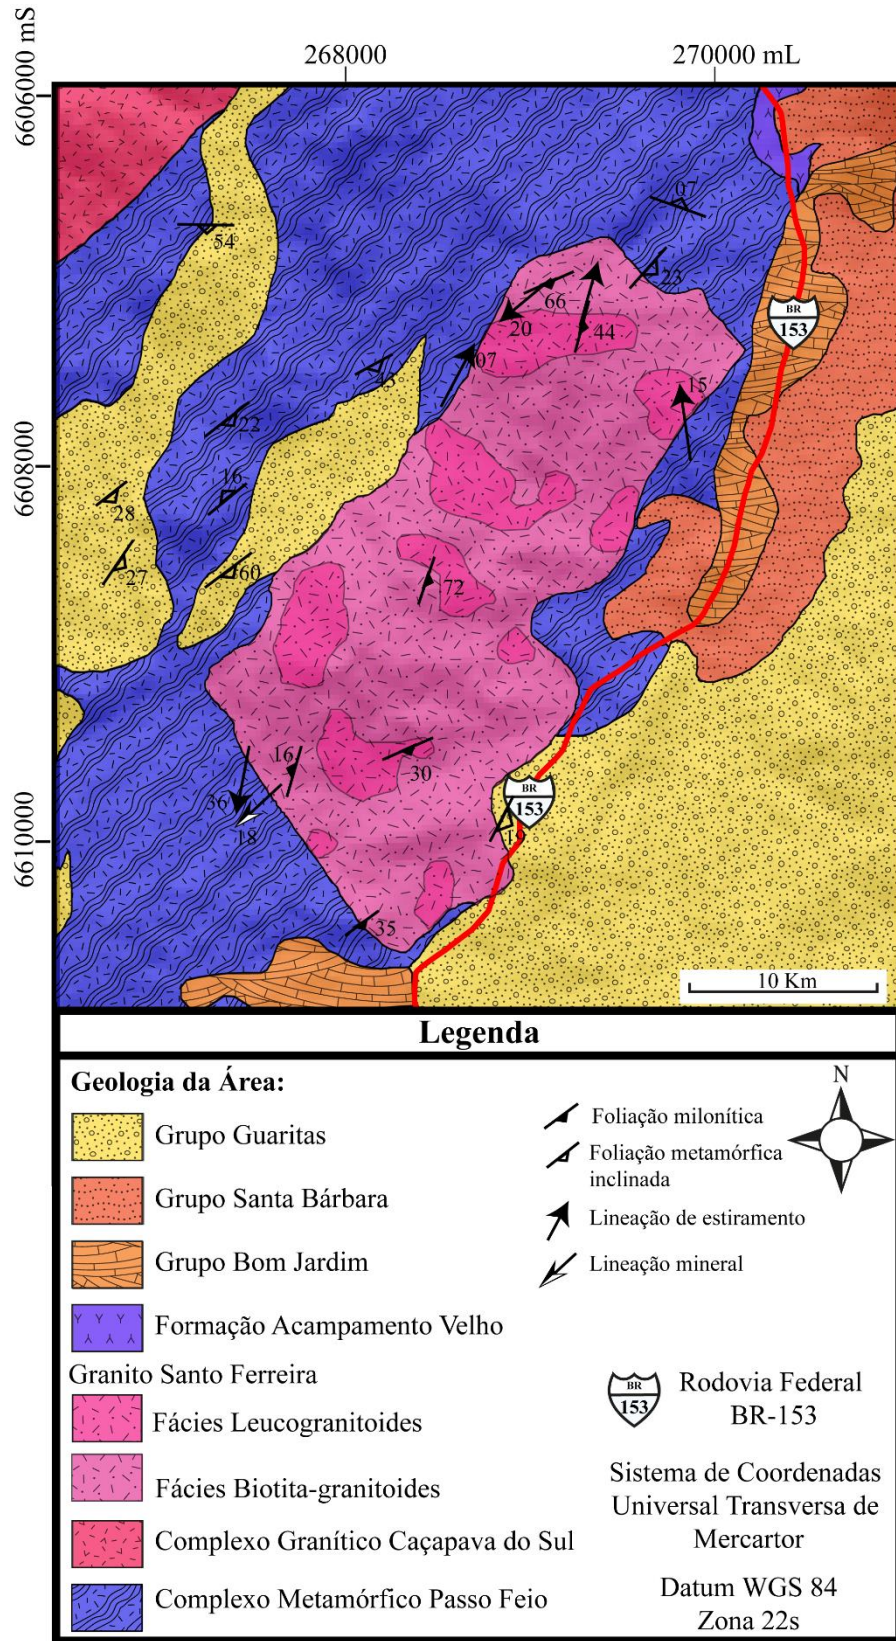 268000
270000 mL
6606000 mS
07
54
23
66
20
44
07
45
15
22
6608000
16
28
60
27
72
16
30
36
18
BR
153
BR
153
19
6610000
35
10 Km
Legenda
Geologia da Área:
Grupo Guaritas
Grupo Santa Bárbara
Grupo Bom Jardim
Formação Acampamento Velho
Granito Santo Ferreira
Fácies Leucogranitoides
Fácies Biotita-granitoides
Complexo Granítico Caçapava do Sul
Complexo Metamórfico Passo Feio
Foliação milonítica
Foliação metamórfica
inclinada
Lineação de estiramento
Lineação mineral
N
BR
153
Rodovia Federal
BR-153
Sistema de Coordenadas
Universal Transversa de
Mercartor
Datum WGS 84
Zona 22s